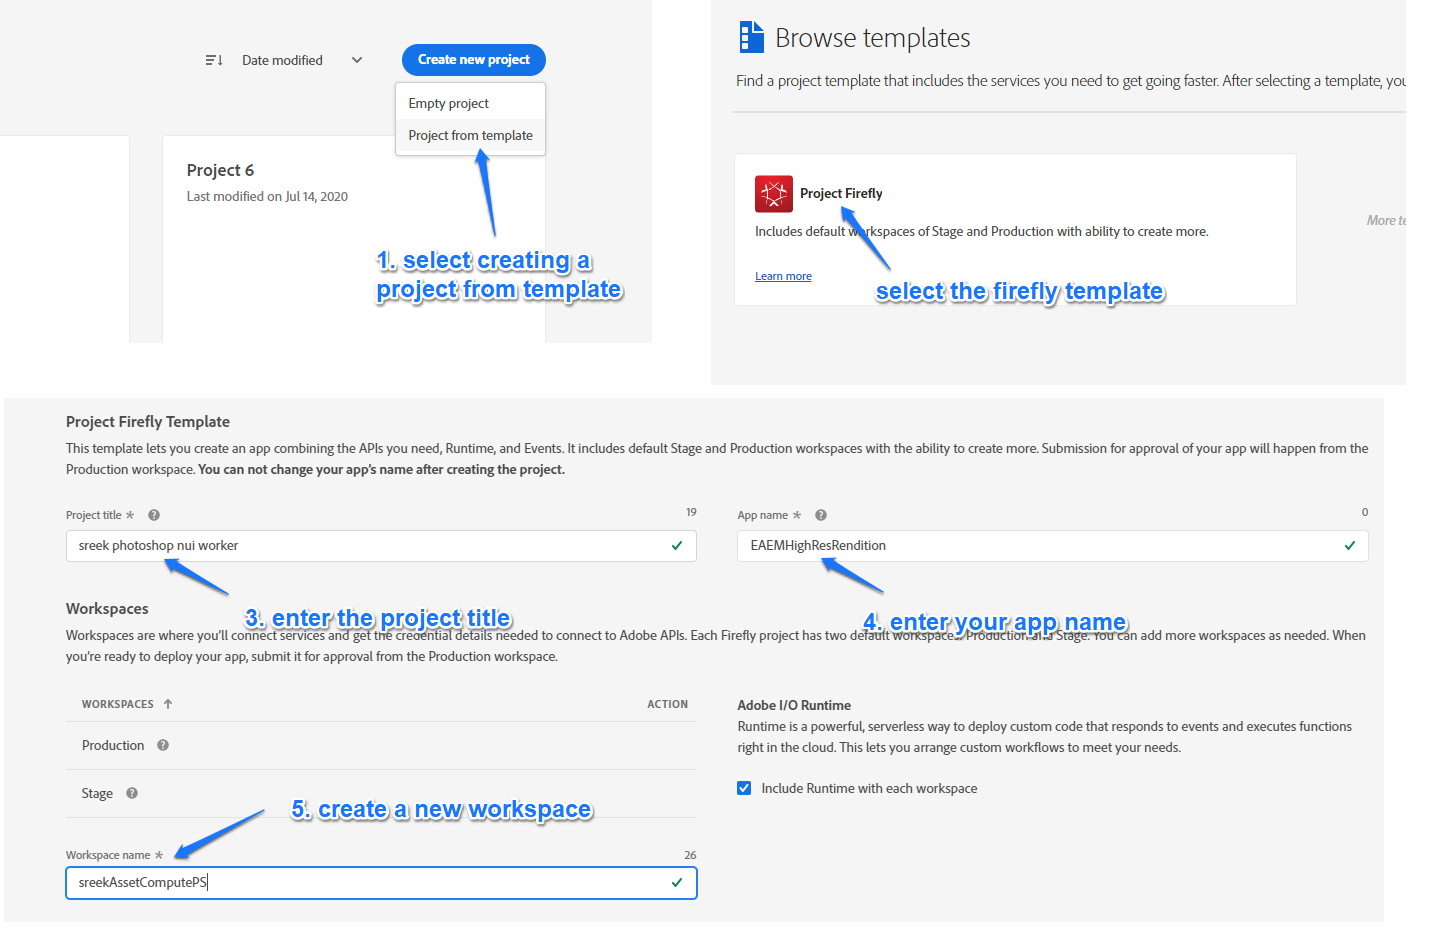 Date modified
Create new project
Empty project
Project from template
Project 6
Last modified on Jul 14, 2020
1. select creating a
project from template
Browse templates
Find a project template that includes the services you need to get going faster. After selecting a template, you
Project Firefly
Includes default workspaces of Stage and Production with ability to create more.
More te
Learn more
select the firefly template
Project Firefly Template
This template lets you create an app combining the APIs you need, Runtime, and Events. It includes default Stage and Production workspaces with the ability to create more. Submission for approval of your app will happen from the
Production workspace. You can not change your app's name after creating the project.
Project title * 19
sreek photoshop nui worker
3. enter the project title
App name * 0
EAEMHighResRendition
4. enter your app name
Workspaces
Workspaces are where you'll connect services and get the credential details needed to connect to Adobe APIs. Each Firefly project has two default workspaces: Production and Stage. You can add more workspaces as needed. When
you're ready to deploy your app, submit it for approval from the Production workspace.
WORKSPACES ACTION
Production
Stage
5. create a new workspace
Workspace name * 26
sreekAssetComputePS
Adobe I/O Runtime
Runtime is a powerful, serverless way to deploy custom code that responds to events and executes functions
right in the cloud. This lets you arrange custom workflows to meet your needs.
Include Runtime with each workspace